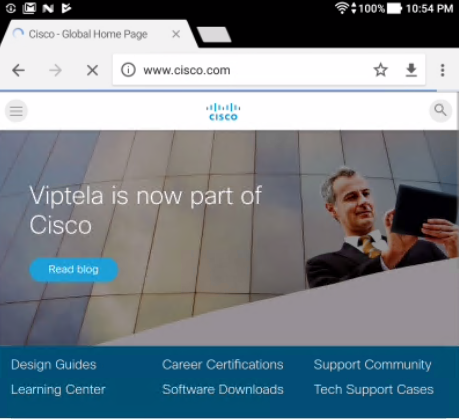 100% 10:54 PM
Cisco - Global Home Page
www.cisco.com
CISCO
Viptela is now part of
Cisco
Read blog
Design Guides Career Certifications Support Community
Learning Center Software Downloads Tech Support Cases